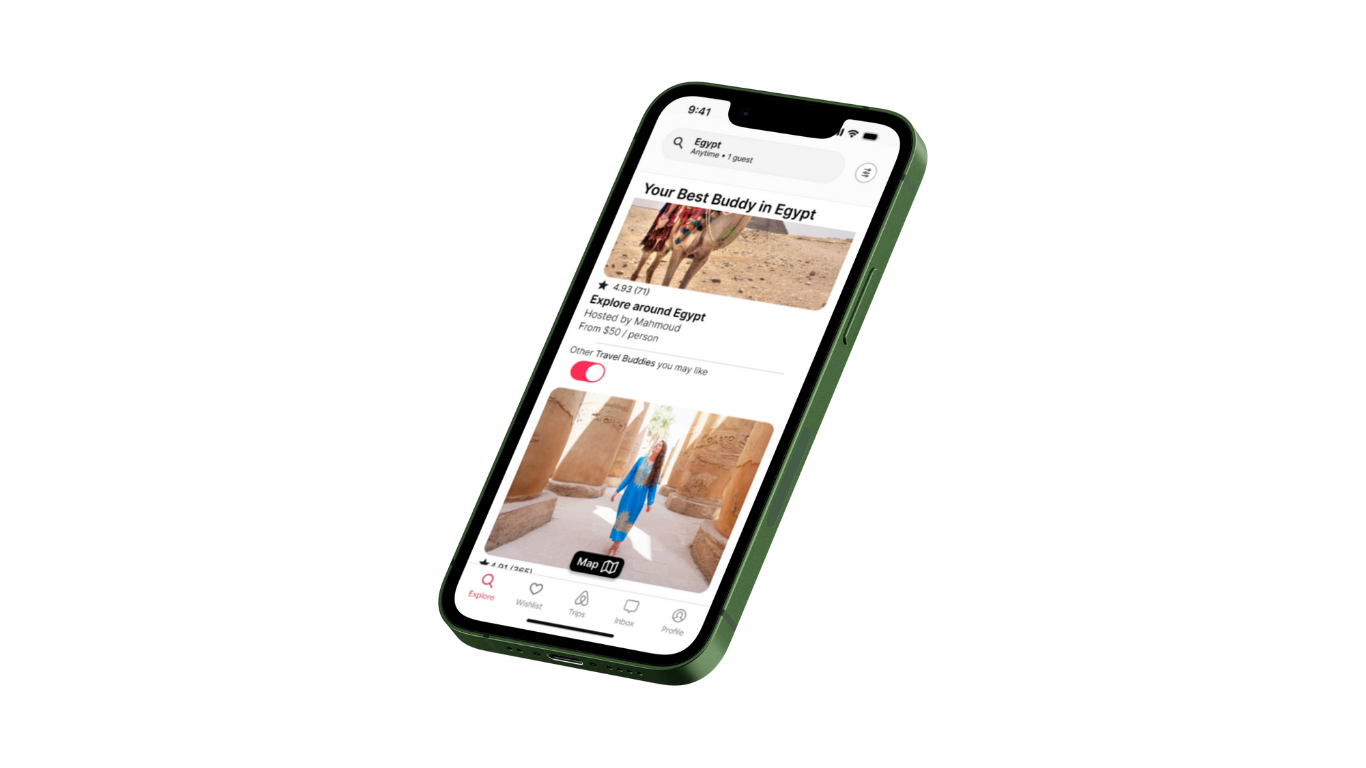 9:41
Egypt
Anytime • 1 guest
Your Best Buddy in Egypt
4.93 (71)
Explore around Egypt
Hosted by Mahmoud
From $50 / person
Other Travel Buddies you may like
Map
4.91 (365)
Explore
Wishlist
Trips
Inbox
Profile